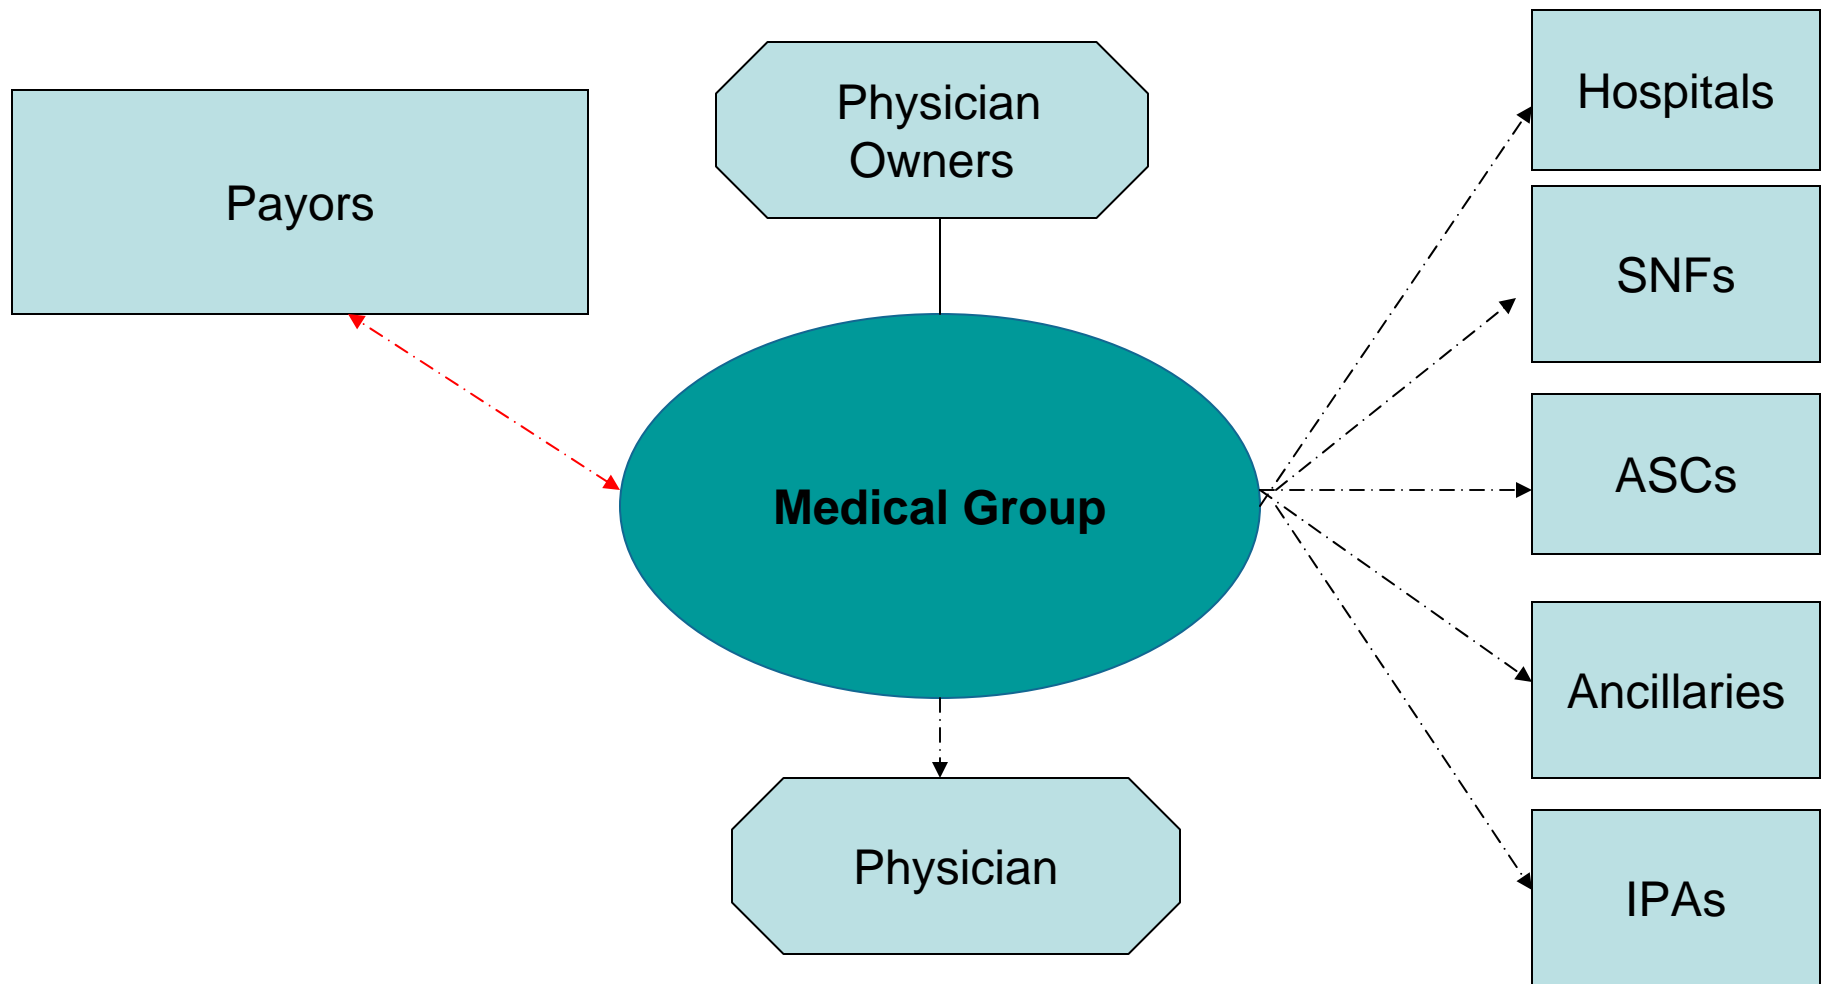 Payors
Physician
Owners
Hospitals
SNFs
ASCs
Medical Group
Ancillaries
Physician
IPAs